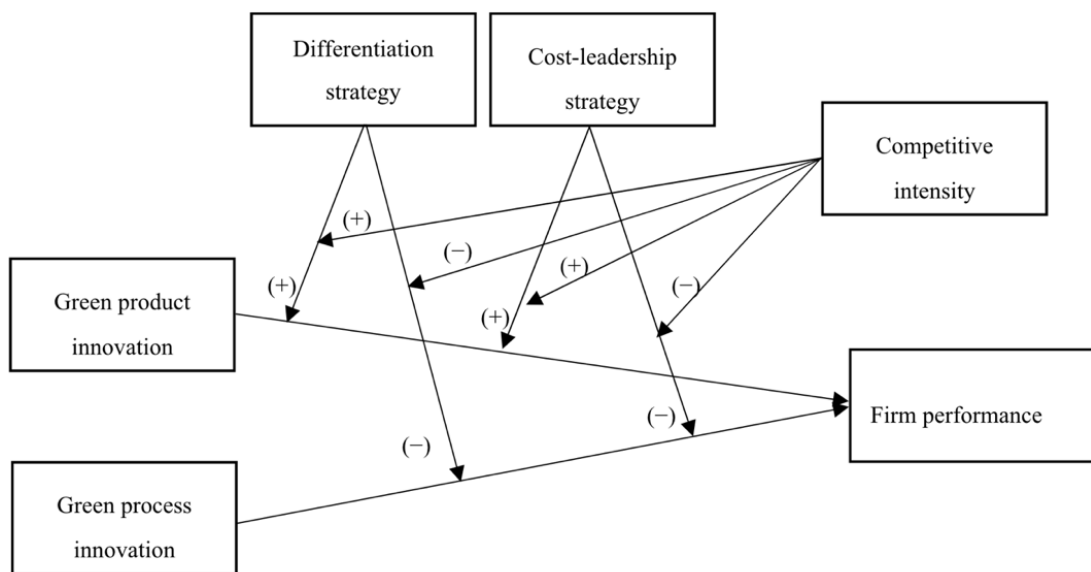 Differentiation
strategy
Cost-leadership
strategy
Competitive
intensity
(+)
(−)
(+)
(−)
(+)
(+)
Green product
innovation
(−)
(−)
Firm performance
Green process
innovation